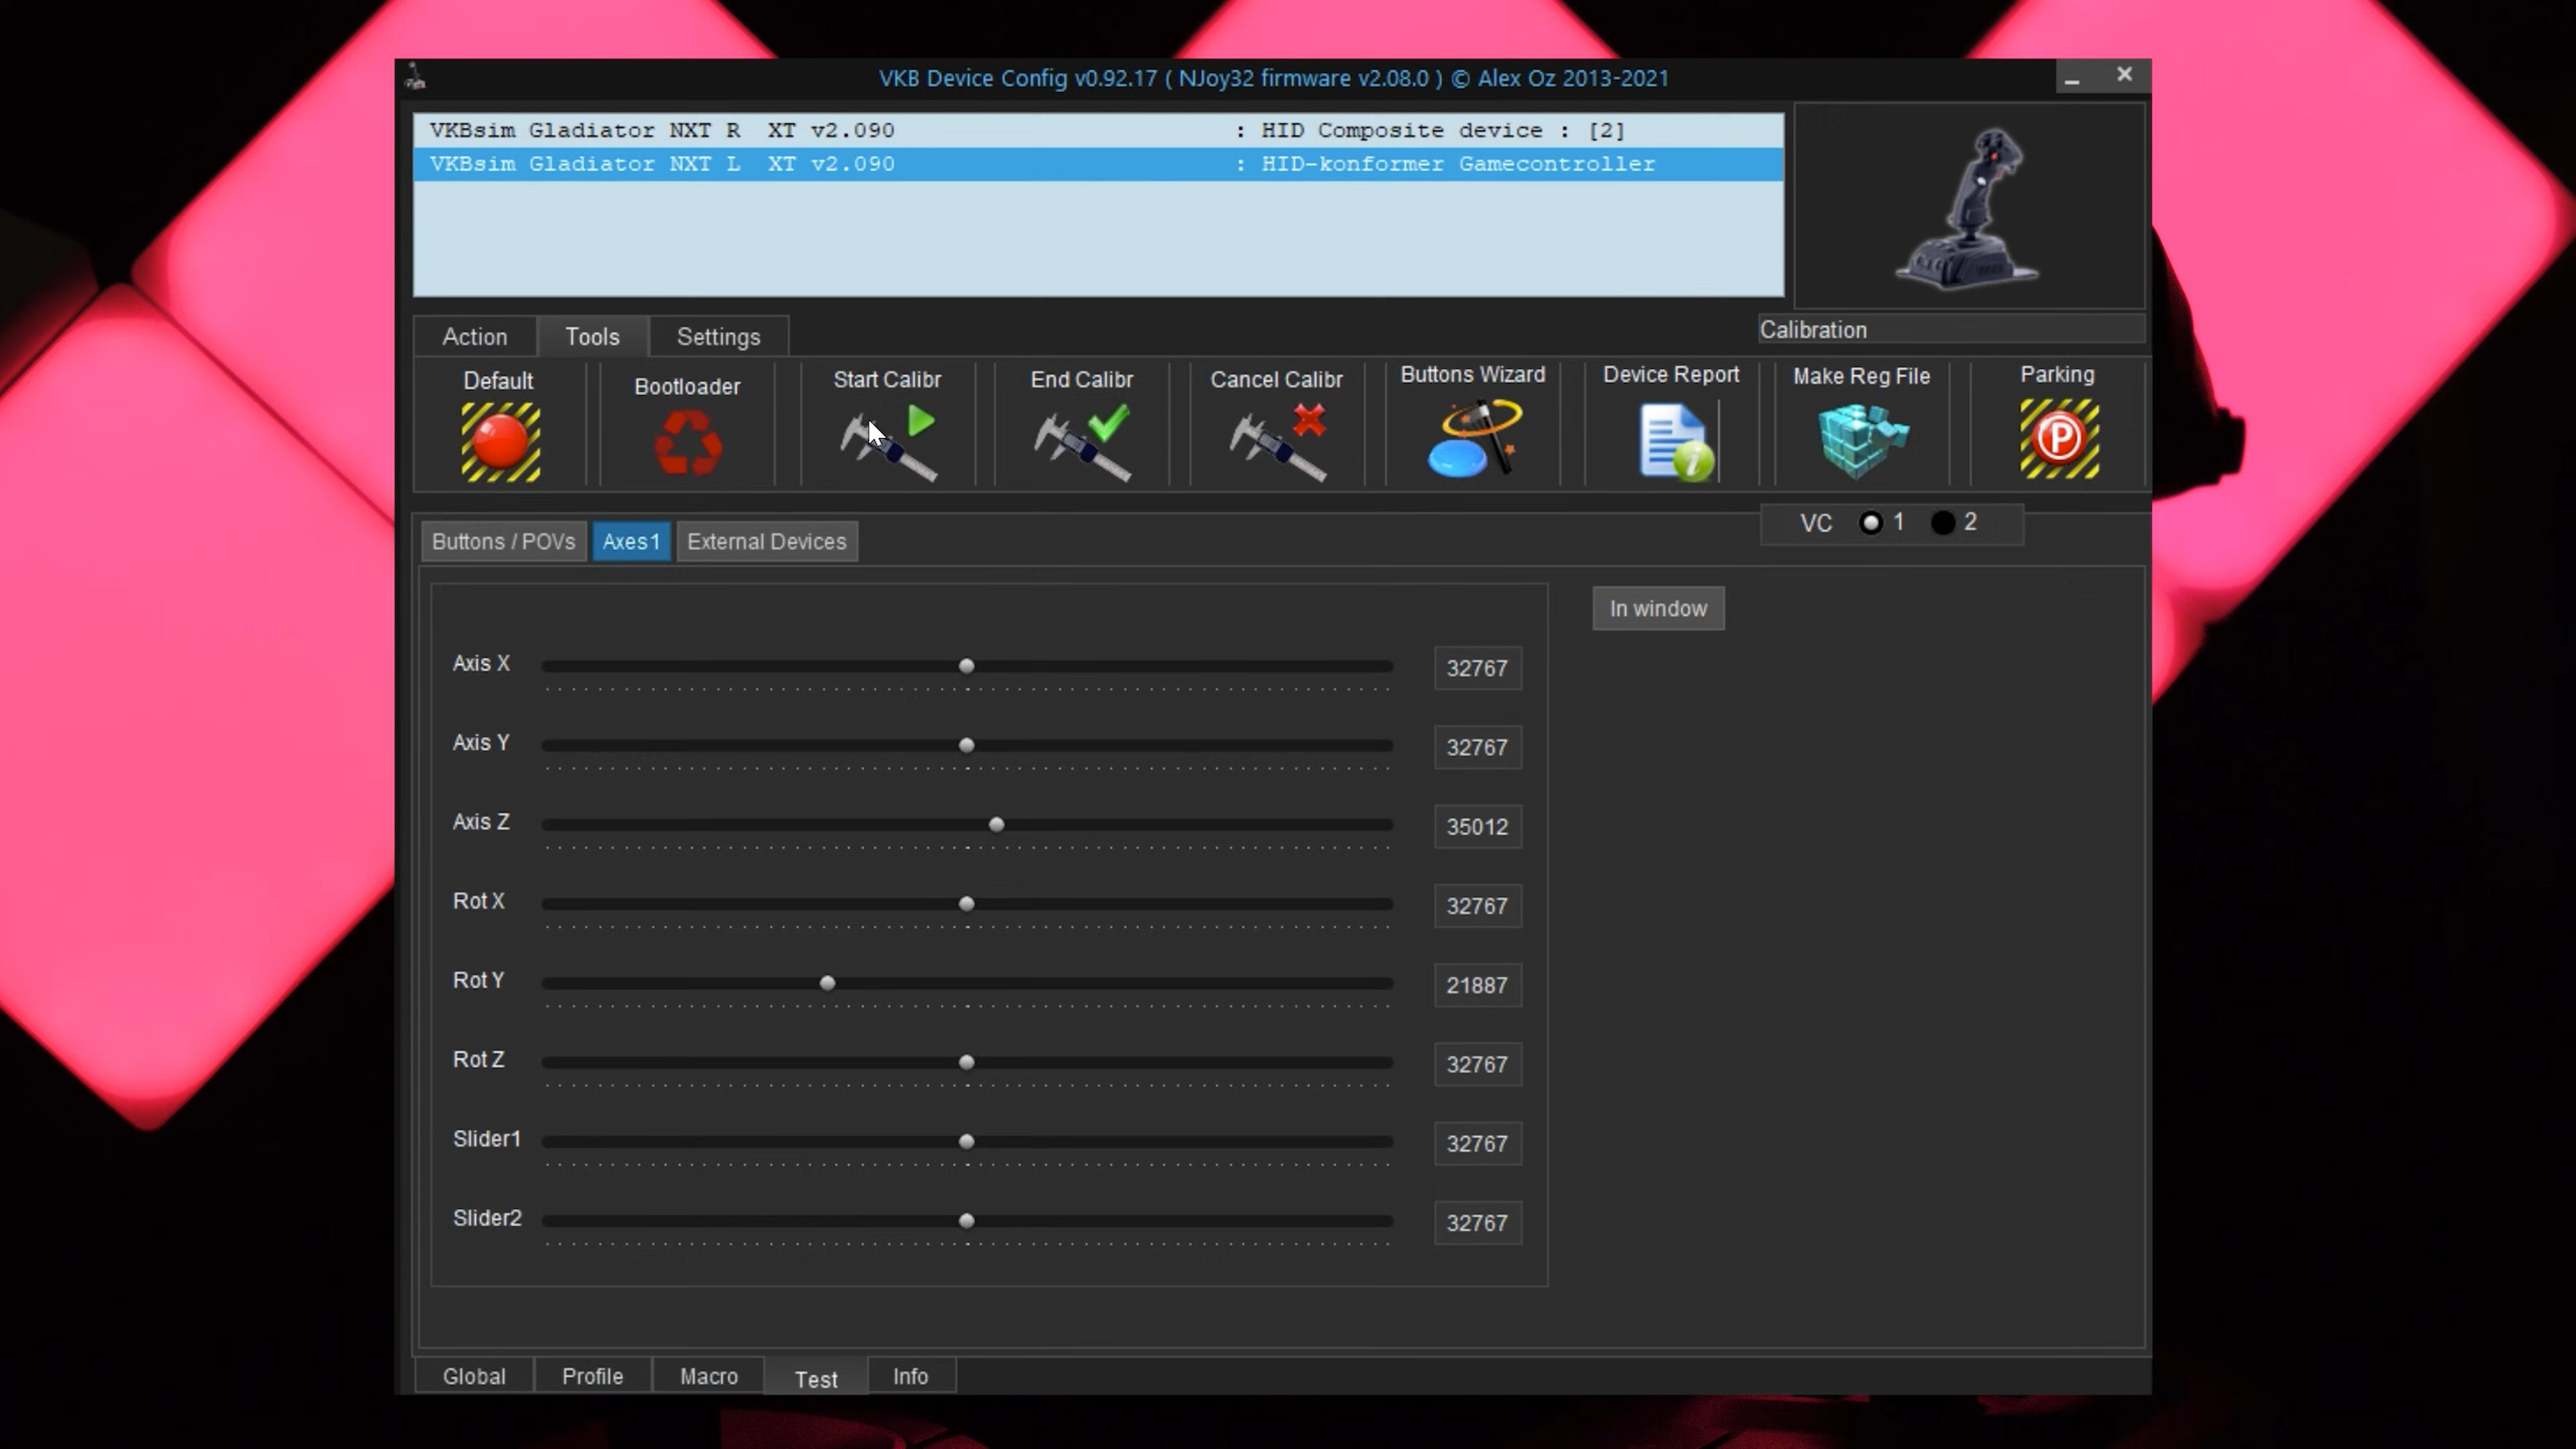 VKB Device Config v0.92.17 ( NJoy32 firmware v2.08.0 ) © Alex Oz 2013-2021
VKBsim Gladiator NXT R  XT v2.090 : HID Composite device : [2]
VKBsim Gladiator NXT L  XT v2.090 : HID-konformer Gamecontroller
Action Tools Settings Calibration
Default Bootloader Start Calibr End Calibr Cancel Calibr Buttons Wizard Device Report Make Reg File Parking
P
VC 1 2
Buttons / POVs Axes1 External Devices
In window
Axis X 32767
Axis Y 32767
Axis Z 35012
Rot X 32767
Rot Y 21887
Rot Z 32767
Slider1 32767
Slider2 32767
Global Profile Macro Test Info